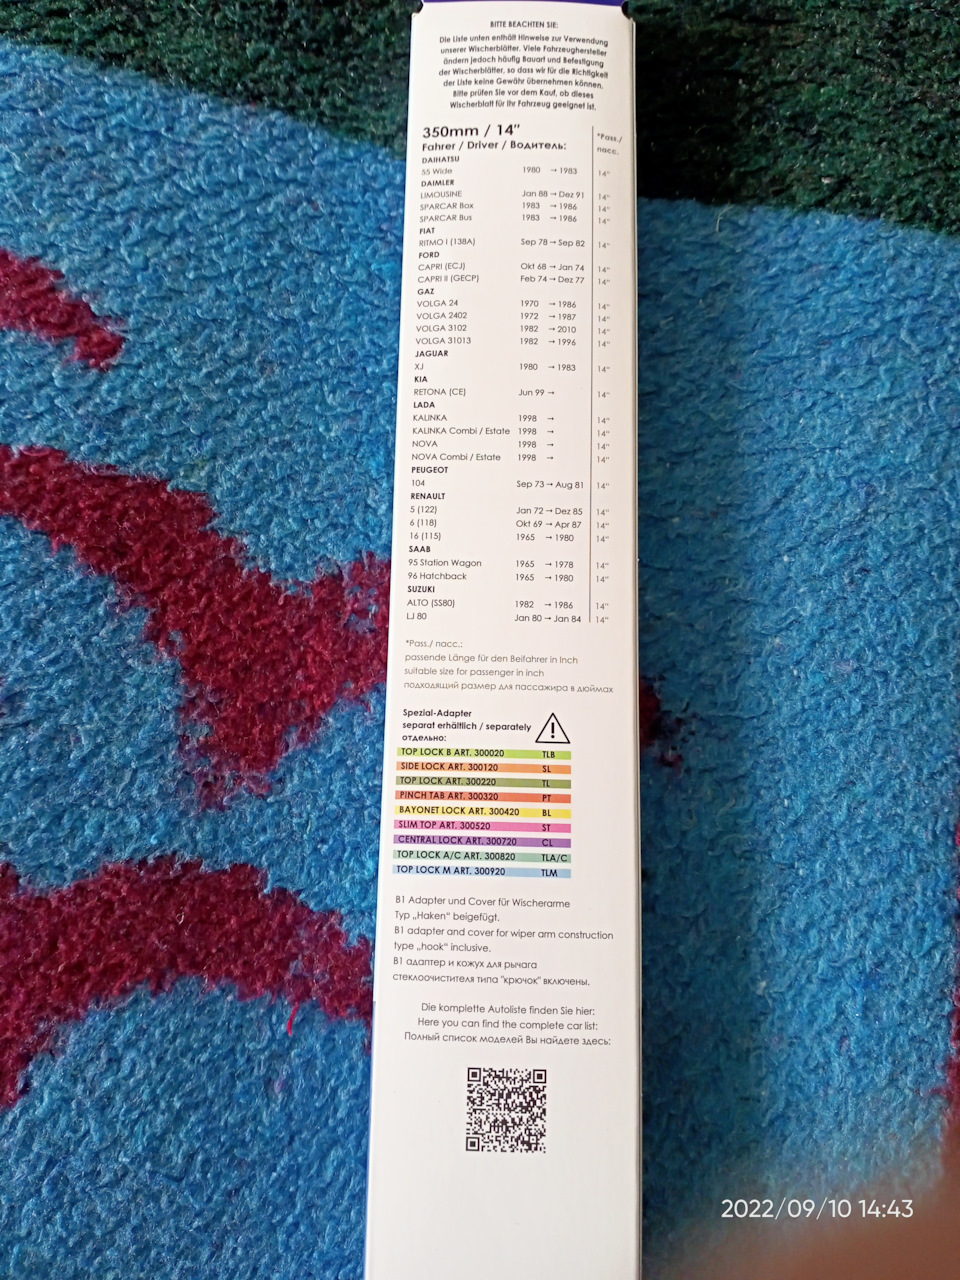 BITTE BEACHTEN SIE:
Die Liste unten enthält Hinweise zur Verwendung
unserer Wischerblätter. Viele Fahrzeughersteller
ändern jedoch häufig Bauart und Befestigung
der Wischerblätter, so dass wir für die Richtigkeit
der Liste keine Gewähr übernehmen können.
Bitte prüfen Sie vor dem Kauf, ob dieses
Wischerblatt für Ihr Fahrzeug geeignet ist.
350mm / 14" *Pass./
Fahrer / Driver / Водитель: пасс.
DAIHATSU
55 Wide 1980 → 1983 14"
DAIMLER
LIMOUSINE Jan 88 → Dez 91 14"
SPARCAR Box 1983 → 1986 14"
SPARCAR Bus 1983 → 1986 14"
FIAT
RITMO I (138A) Sep 78 → Sep 82 14"
FORD
CAPRI (ECJ) Okt 68 → Jan 74 14"
CAPRI II (GECP) Feb 74 → Dez 77 14"
GAZ
VOLGA 24 1970 → 1986 14"
VOLGA 2402 1972 → 1987 14"
VOLGA 3102 1982 → 2010 14"
VOLGA 31013 1982 → 1996 14"
JAGUAR
XJ 1980 → 1983 14"
KIA
RETONA (CE) Jun 99 → 14"
LADA
KALINKA 1998 → 14"
KALINKA Combi / Estate 1998 → 14"
NOVA 1998 → 14"
NOVA Combi / Estate 1998 → 14"
PEUGEOT
104 Sep 73 → Aug 81 14"
RENAULT
5 (122) Jan 72 → Dez 85 14"
6 (118) Okt 69 → Apr 87 14"
16 (115) 1965 → 1980 14"
SAAB
95 Station Wagon 1965 → 1978 14"
96 Hatchback 1965 → 1980 14"
SUZUKI
ALTO (SS80) 1982 → 1986 14"
LJ 80 Jan 80 → Jan 84 14"
*Pass./ пасс.:
passende Länge für den Beifahrer in Inch
suitable size for passenger in inch
подходящий размер для пассажира в дюймах
Spezial-Adapter
separat erhältlich / separately
отдельно:
TOP LOCK B ART. 300020 TLB
SIDE LOCK ART. 300120 SL
TOP LOCK ART. 300220 TL
PINCH TAB ART. 300320 PT
BAYONET LOCK ART. 300420 BL
SLIM TOP ART. 300520 ST
CENTRAL LOCK ART. 300720 CL
TOP LOCK A/C ART. 300820 TLA/C
TOP LOCK M ART. 300920 TLM
B1 Adapter und Cover für Wischerarme
Typ „Haken“ beigefügt.
B1 adapter and cover for wiper arm construction
type „hook“ inclusive.
B1 адаптер и кожух для рычага
стеклоочистителя типа "крючок" включены.
Die komplette Autoliste finden Sie hier:
Here you can find the complete car list:
Полный список моделей Вы найдете здесь:
2022/09/10 14:43